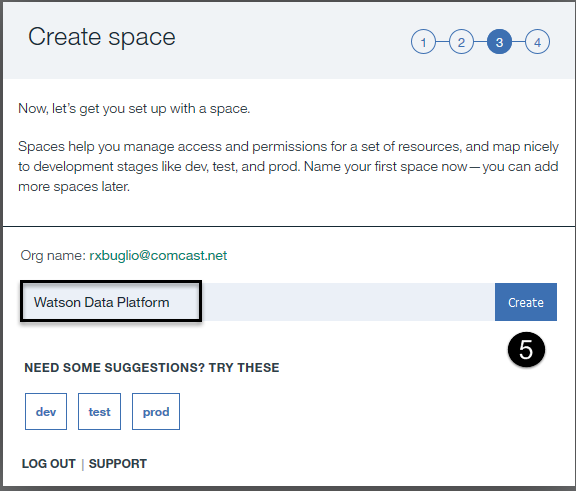 Create space
1 2 3 4
Now, let's get you set up with a space.
Spaces help you manage access and permissions for a set of resources, and map nicely
to development stages like dev, test, and prod. Name your first space now—you can add
more spaces later.
Org name: rxbuglio@comcast.net
Watson Data Platform
Create
5
NEED SOME SUGGESTIONS? TRY THESE
dev test prod
LOG OUT | SUPPORT